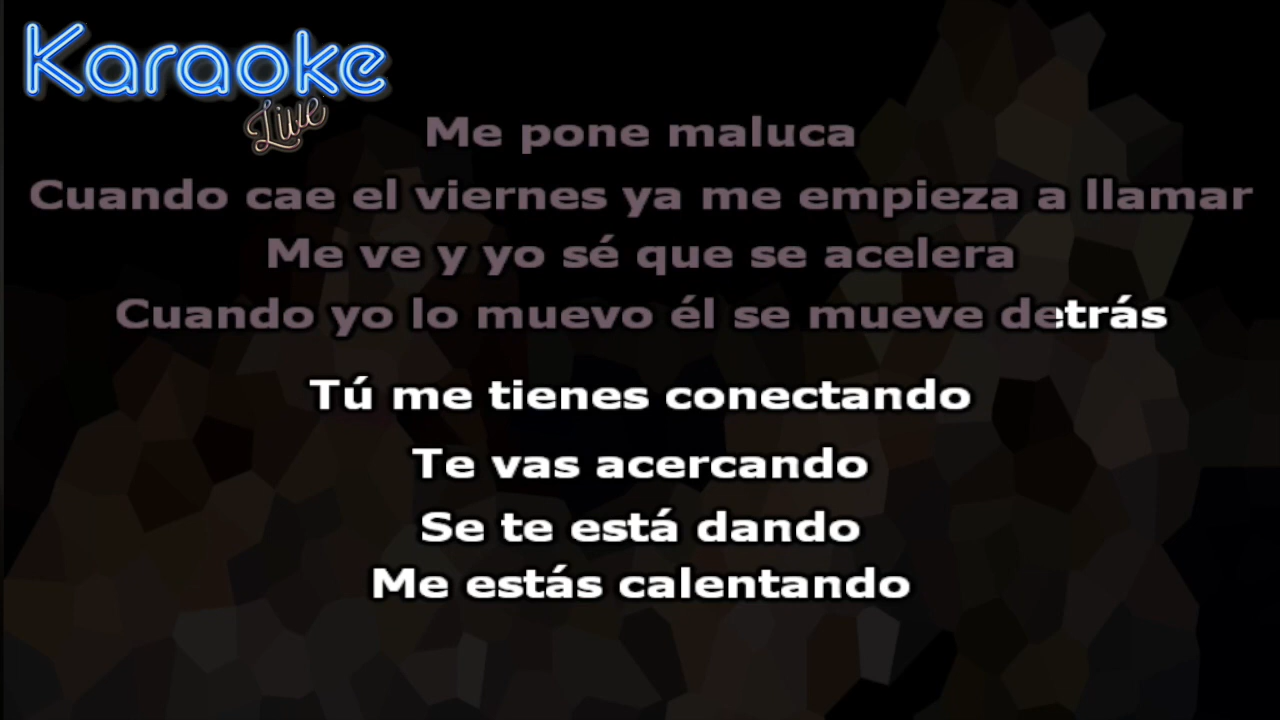 Karaoke
Live
Me pone maluca
Cuando cae el viernes ya me empieza a llamar
Me ve y yo sé que se acelera
Cuando yo lo muevo él se mueve detrás
Tú me tienes conectando
Te vas acercando
Se te está dando
Me estás calentando